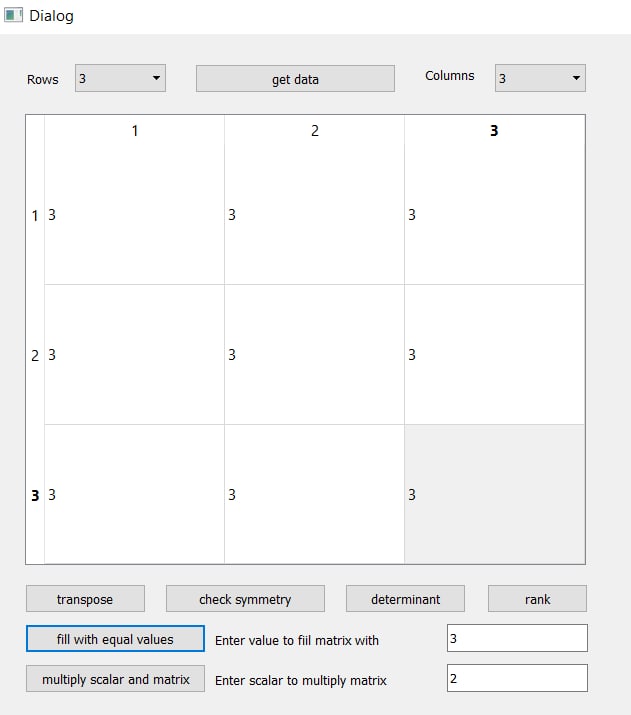 Dialog
Rows 3 get data Columns 3
1 2 3
1 3 3 3
2 3 3 3
3 3 3 3
transpose check symmetry determinant rank
fill with equal values Enter value to fiil matrix with 3
multiply scalar and matrix Enter scalar to multiply matrix 2